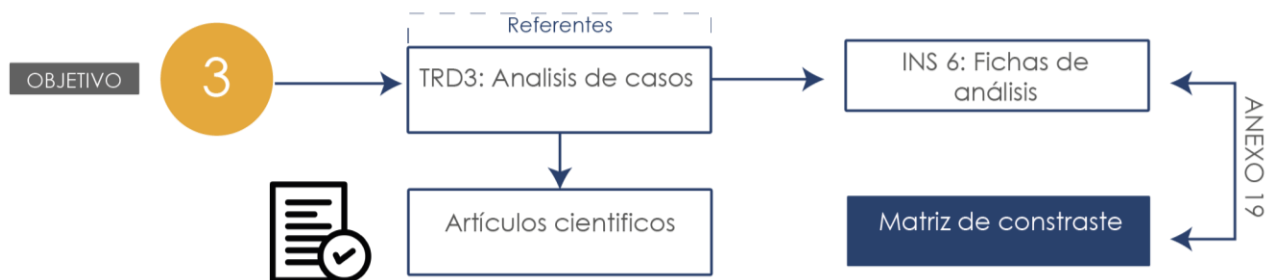 OBJETIVO
3
Referentes
TRD3: Analisis de casos
INS 6: Fichas de
análisis
Artículos cientificos
Matriz de constraste
ANEXO 19